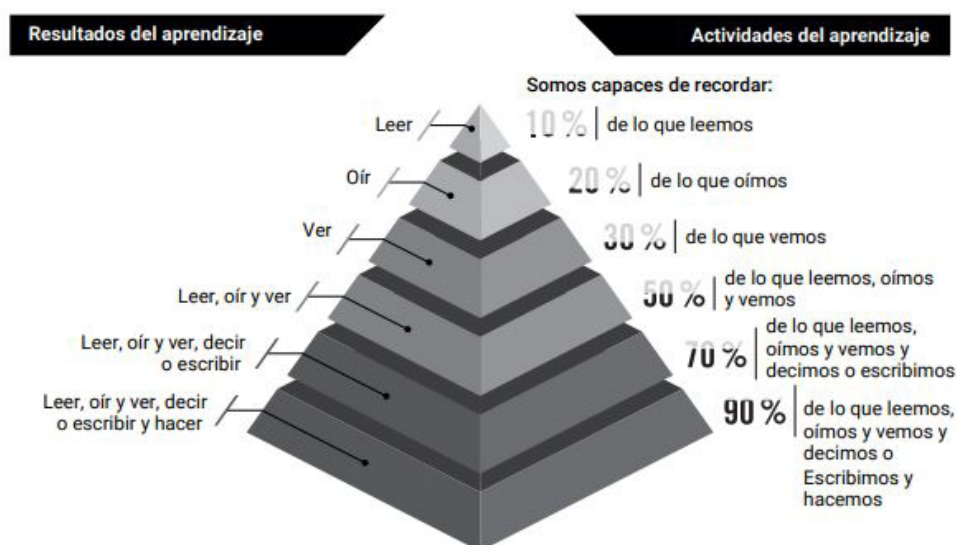 Resultados del aprendizaje
Actividades del aprendizaje
Somos capaces de recordar:
Leer
10 % de lo que leemos
Oír
20 % de lo que oímos
Ver
30 % de lo que vemos
Leer, oír y ver
50 % de lo que leemos, oímos
y vemos
Leer, oír y ver, decir
o escribir
70 % de lo que leemos,
oímos y vemos y
decimos o escribimos
Leer, oír y ver, decir
o escribir y hacer
90 % de lo que leemos,
oímos y vemos y
decimos o
Escribimos y
hacemos